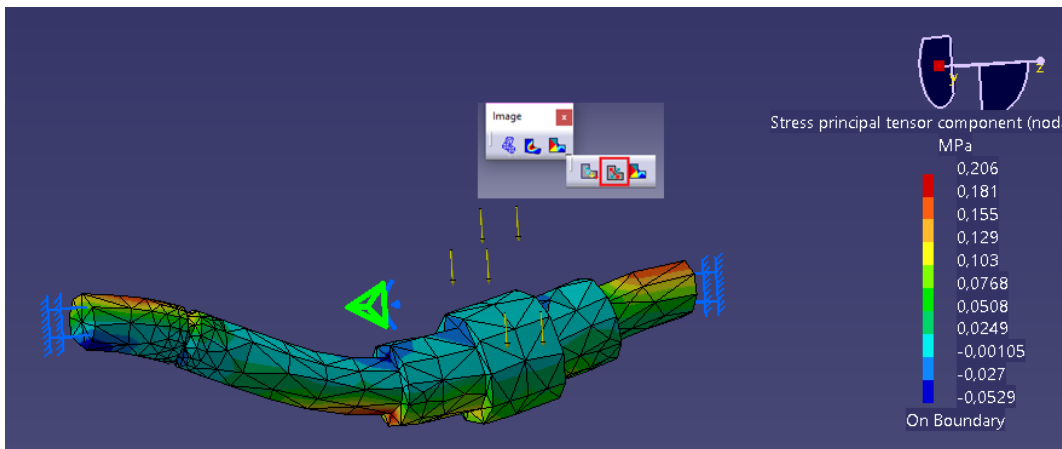 Image
y
z
Stress principal tensor component (nod
MPa
0,206
0,181
0,155
0,129
0,103
0,0768
0,0508
0,0249
-0,00105
-0,027
-0,0529
On Boundary